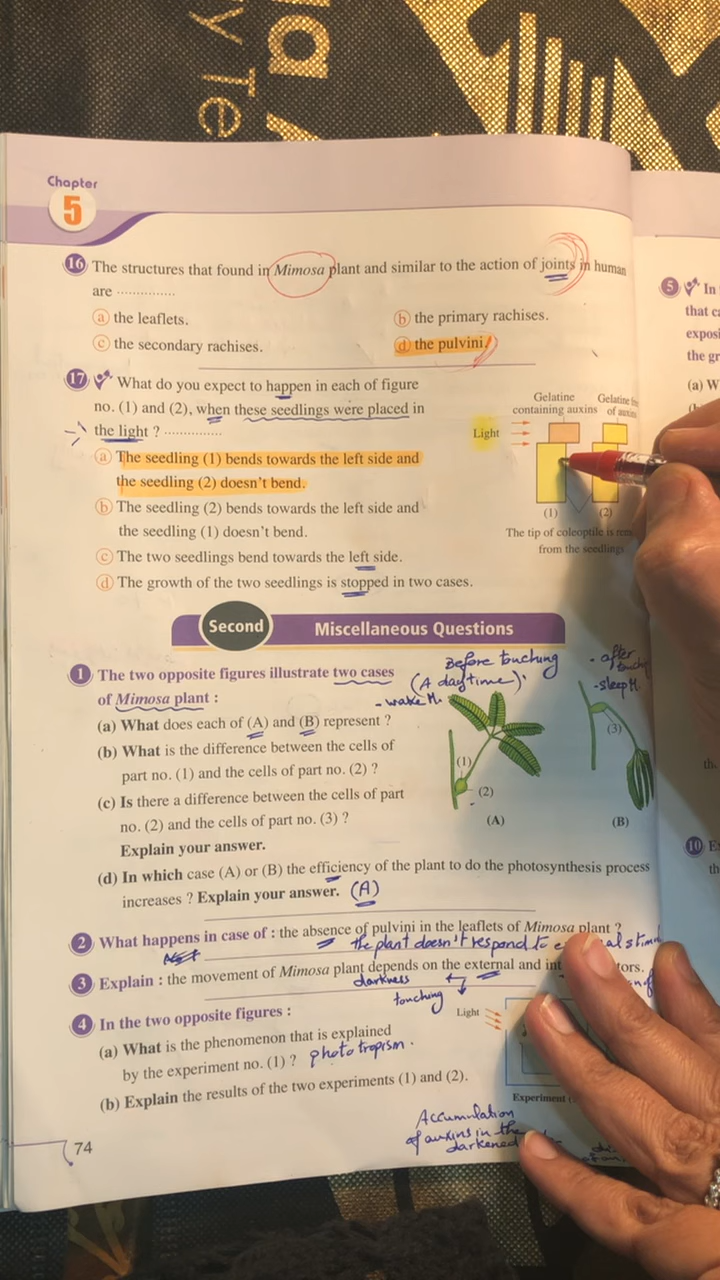 Chapter
5
16 The structures that found in Mimosa plant and similar to the action of joints in human
are ...............
a the leaflets.
b the primary rachises.
c the secondary rachises.
d the pulvini.
17 What do you expect to happen in each of figure
no. (1) and (2), when these seedlings were placed in
the light ? ...............
a The seedling (1) bends towards the left side and
the seedling (2) doesn't bend.
b The seedling (2) bends towards the left side and
the seedling (1) doesn't bend.
c The two seedlings bend towards the left side.
d The growth of the two seedlings is stopped in two cases.
Gelatine
containing auxins
Gelatine
of auxins
Light
(1)
(2)
The tip of coleoptile is
from the seedlings
Second Miscellaneous Questions
1 The two opposite figures illustrate two cases
of Mimosa plant :
(a) What does each of (A) and (B) represent ?
(b) What is the difference between the cells of
part no. (1) and the cells of part no. (2) ?
(c) Is there a difference between the cells of part
no. (2) and the cells of part no. (3) ?
Explain your answer.
(d) In which case (A) or (B) the efficiency of the plant to do the photosynthesis process
increases ? Explain your answer. (A)
Before touching
(A day time).
- wake M.
- after
- sleep M.
(1)
(2)
(A)
(3)
(B)
2 What happens in case of : the absence of pulvini in the leaflets of Mimosa plant ?
the plant doesn't respond to
3 Explain : the movement of Mimosa plant depends on the external and
darkness
touching
4 In the two opposite figures :
(a) What is the phenomenon that is explained
by the experiment no. (1) ? phototropism.
(b) Explain the results of the two experiments (1) and (2).
Light
Experiment
Accumulation
of auxins in the
darkened
74
5 In
that
the
(a)
10